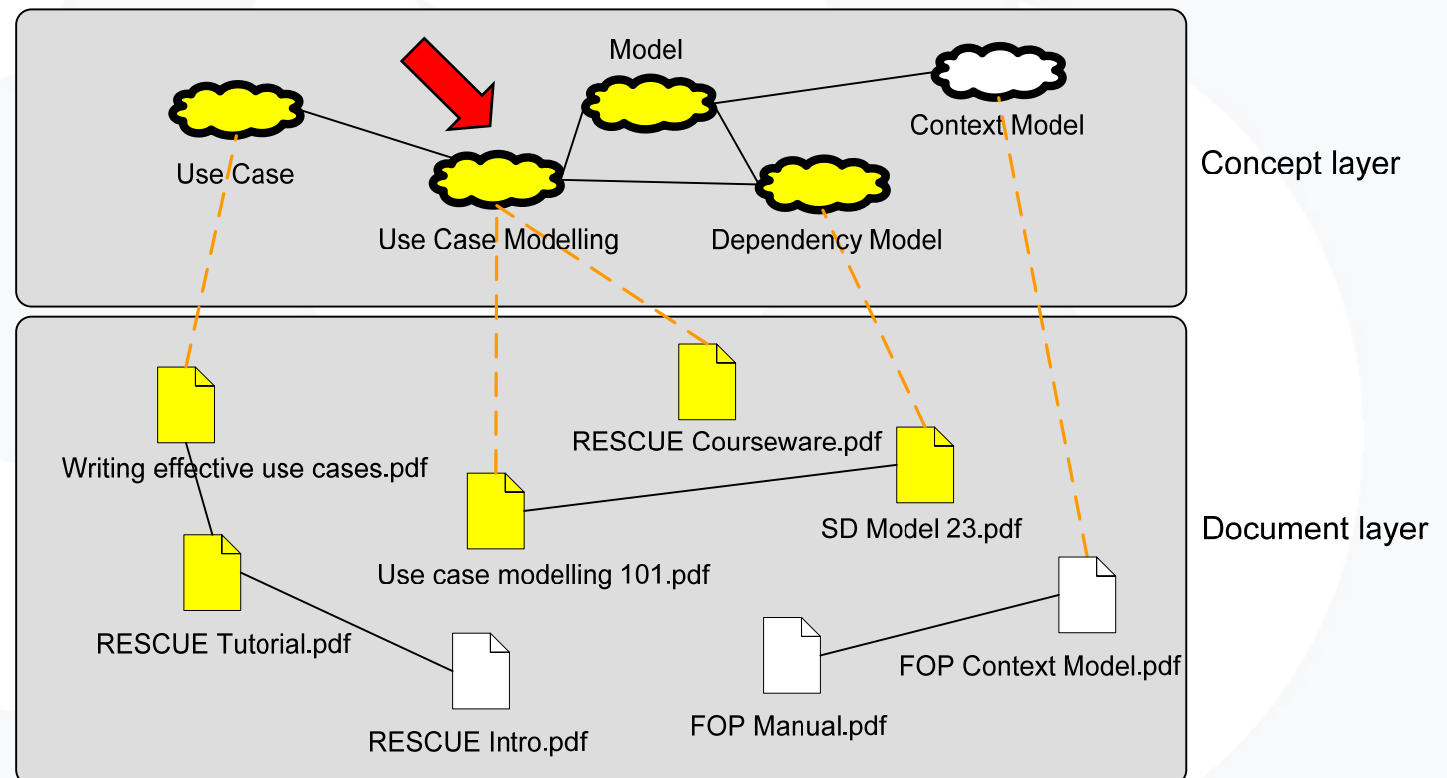 Model
Context Model
Use Case
Concept layer
Use Case Modelling
Dependency Model
RESCUE Courseware.pdf
Writing effective use cases.pdf
SD Model 23.pdf
Document layer
Use case modelling 101.pdf
RESCUE Tutorial.pdf
FOP Context Model.pdf
FOP Manual.pdf
RESCUE Intro.pdf